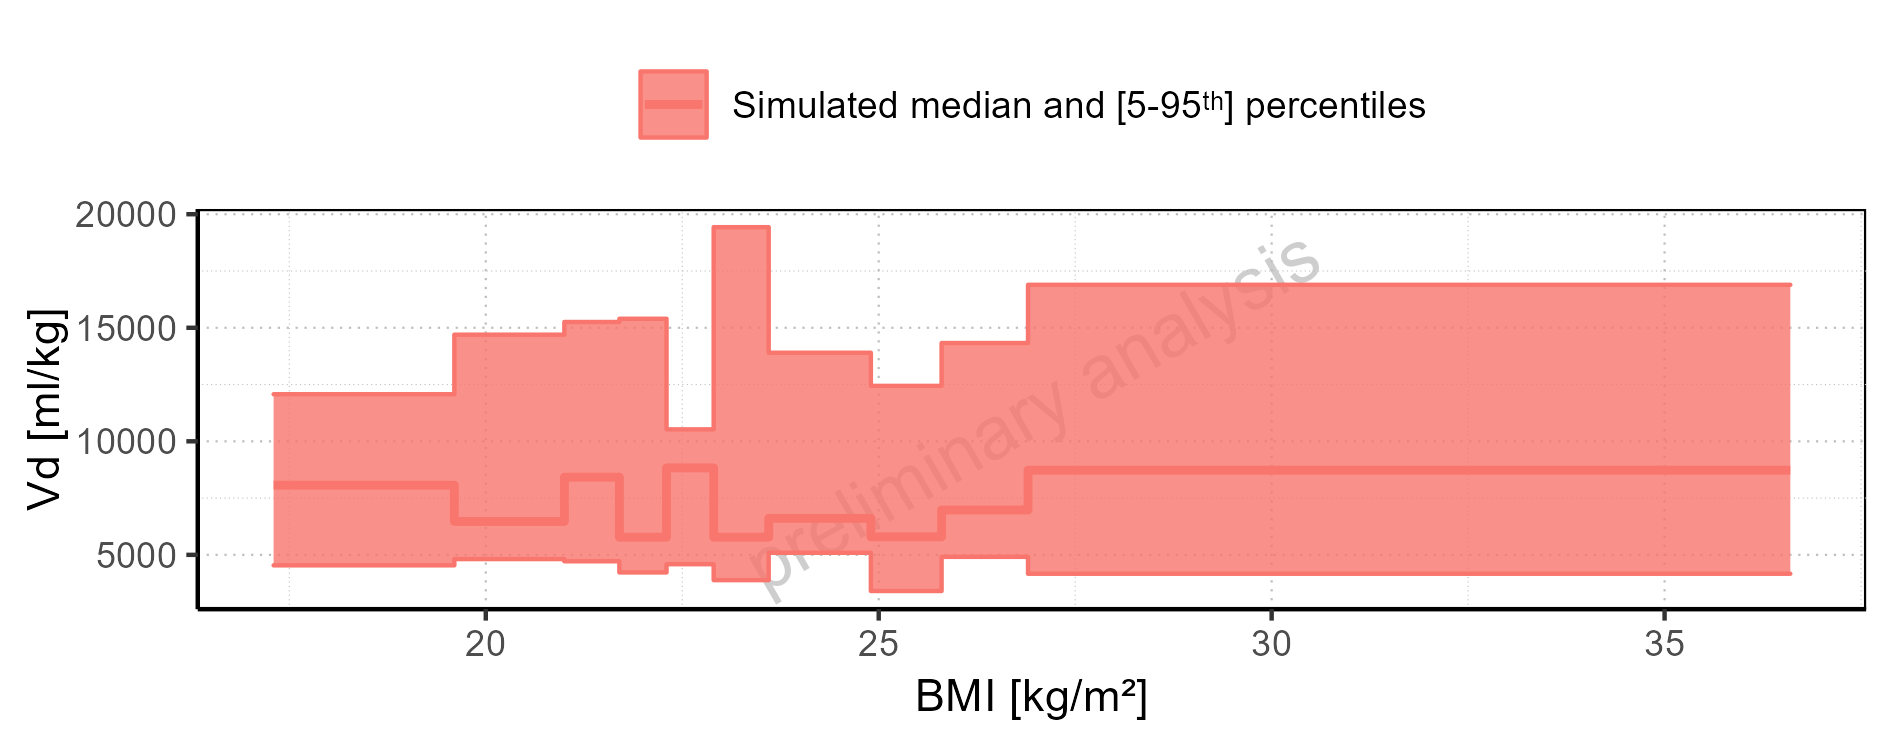 Simulated median and [5-95ᵗʰ] percentiles
20000
15000
10000
5000
Vd [ml/kg]
preliminary analysis
20 25 30 35
BMI [kg/m²]